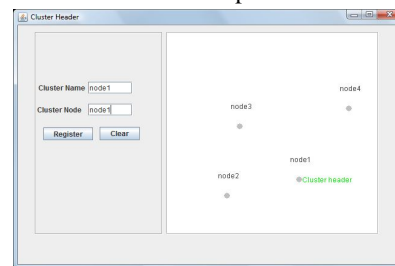 Cluster Header
Cluster Name node1
Cluster Node node1
Register Clear
node4
node3
node1
Cluster header
node2